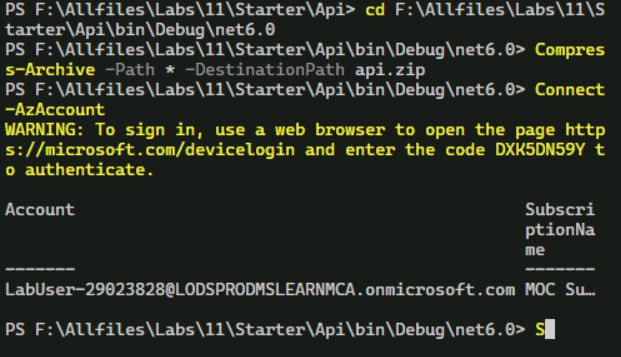 PS F:\Allfiles\Labs\11\Starter\Api> cd F:\Allfiles\Labs\11\S
tarter\Api\bin\Debug\net6.0
PS F:\Allfiles\Labs\11\Starter\Api\bin\Debug\net6.0> Compres
s-Archive -Path * -DestinationPath api.zip
PS F:\Allfiles\Labs\11\Starter\Api\bin\Debug\net6.0> Connect
-AzAccount
WARNING: To sign in, use a web browser to open the page http
s://microsoft.com/devicelogin and enter the code DXK5DN59Y t
o authenticate.
Account Subscri
ptionNa
me
------- -------
LabUser-29023828@LODSPRODMSLEARNMCA.onmicrosoft.com MOC Su…
PS F:\Allfiles\Labs\11\Starter\Api\bin\Debug\net6.0> S